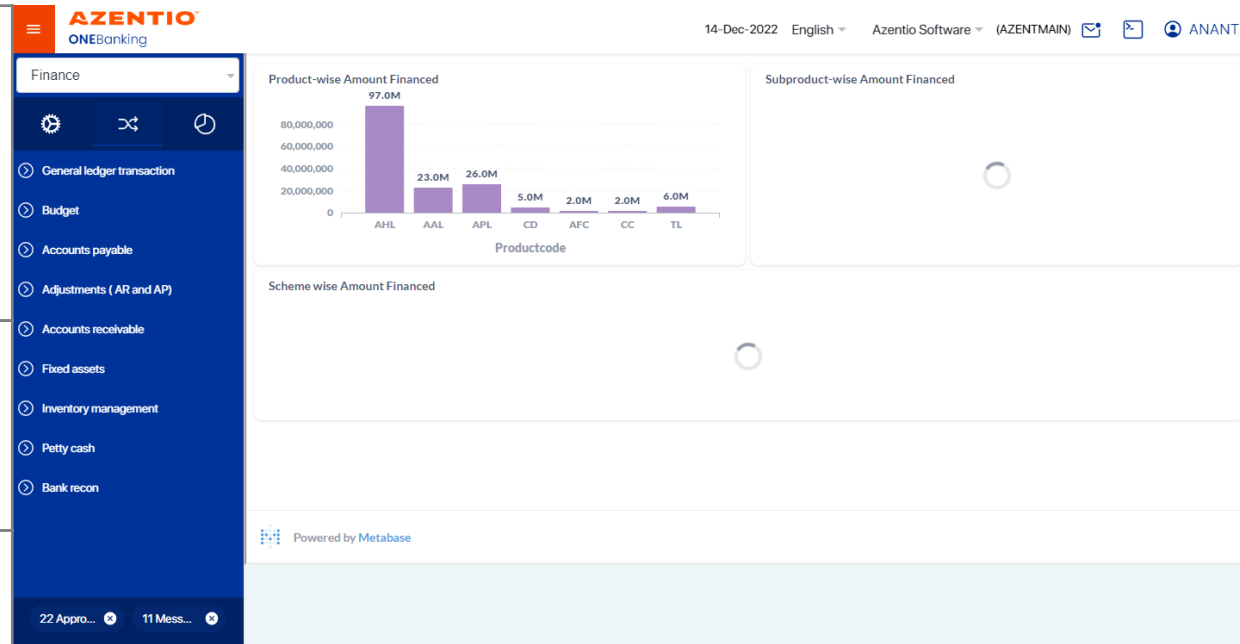 AZENTIO™
ONEBanking
14-Dec-2022 English Azentio Software (AZENTMAIN) ANANT
Finance
General ledger transaction
Budget
Accounts payable
Adjustments ( AR and AP)
Accounts receivable
Fixed assets
Inventory management
Petty cash
Bank recon
22 Appro... 11 Mess...
Product-wise Amount Financed
97.0M
80,000,000
60,000,000
40,000,000
20,000,000
0
23.0M 26.0M 5.0M 2.0M 2.0M 6.0M
AHL AAL APL CD AFC CC TL
Productcode
Subproduct-wise Amount Financed
Scheme wise Amount Financed
Powered by Metabase